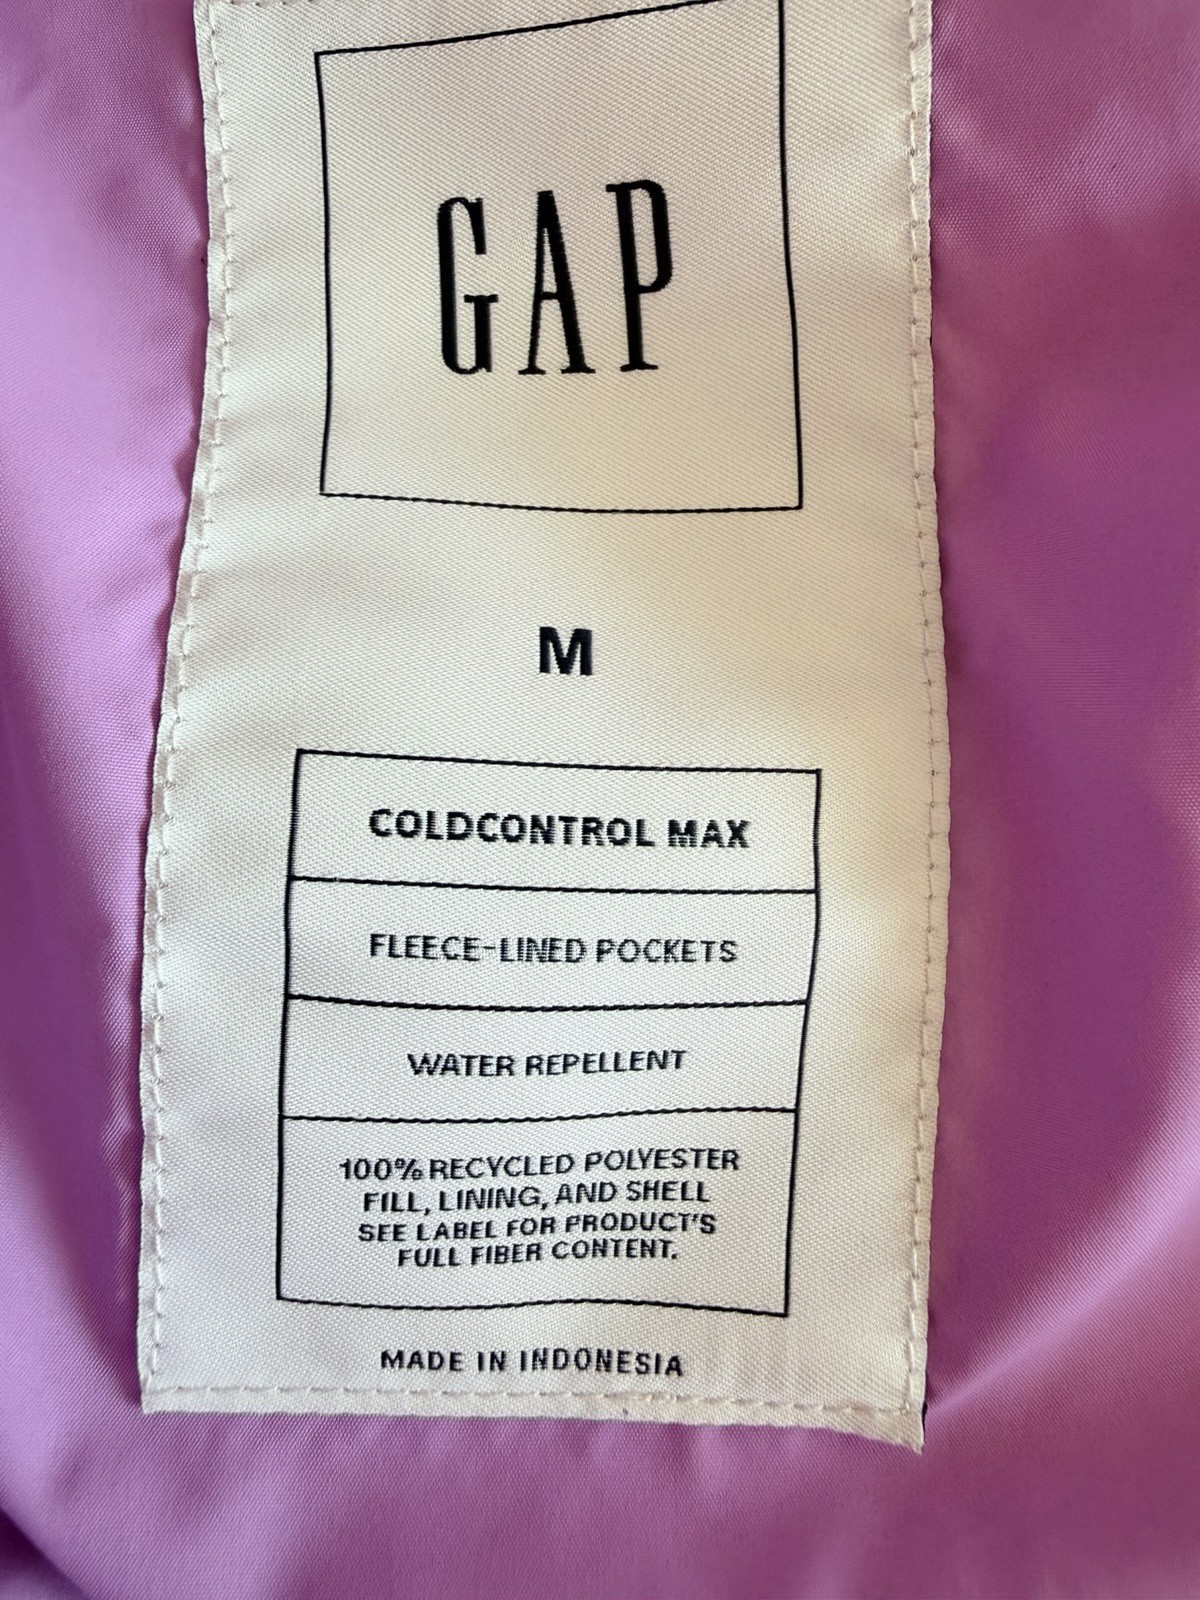 GAP
M
COLDCONTROL MAX
FLEECE-LINED POCKETS
WATER REPELLENT
100% RECYCLED POLYESTER
FILL, LINING, AND SHELL
SEE LABEL FOR PRODUCT'S
FULL FIBER CONTENT.
MADE IN INDONESIA